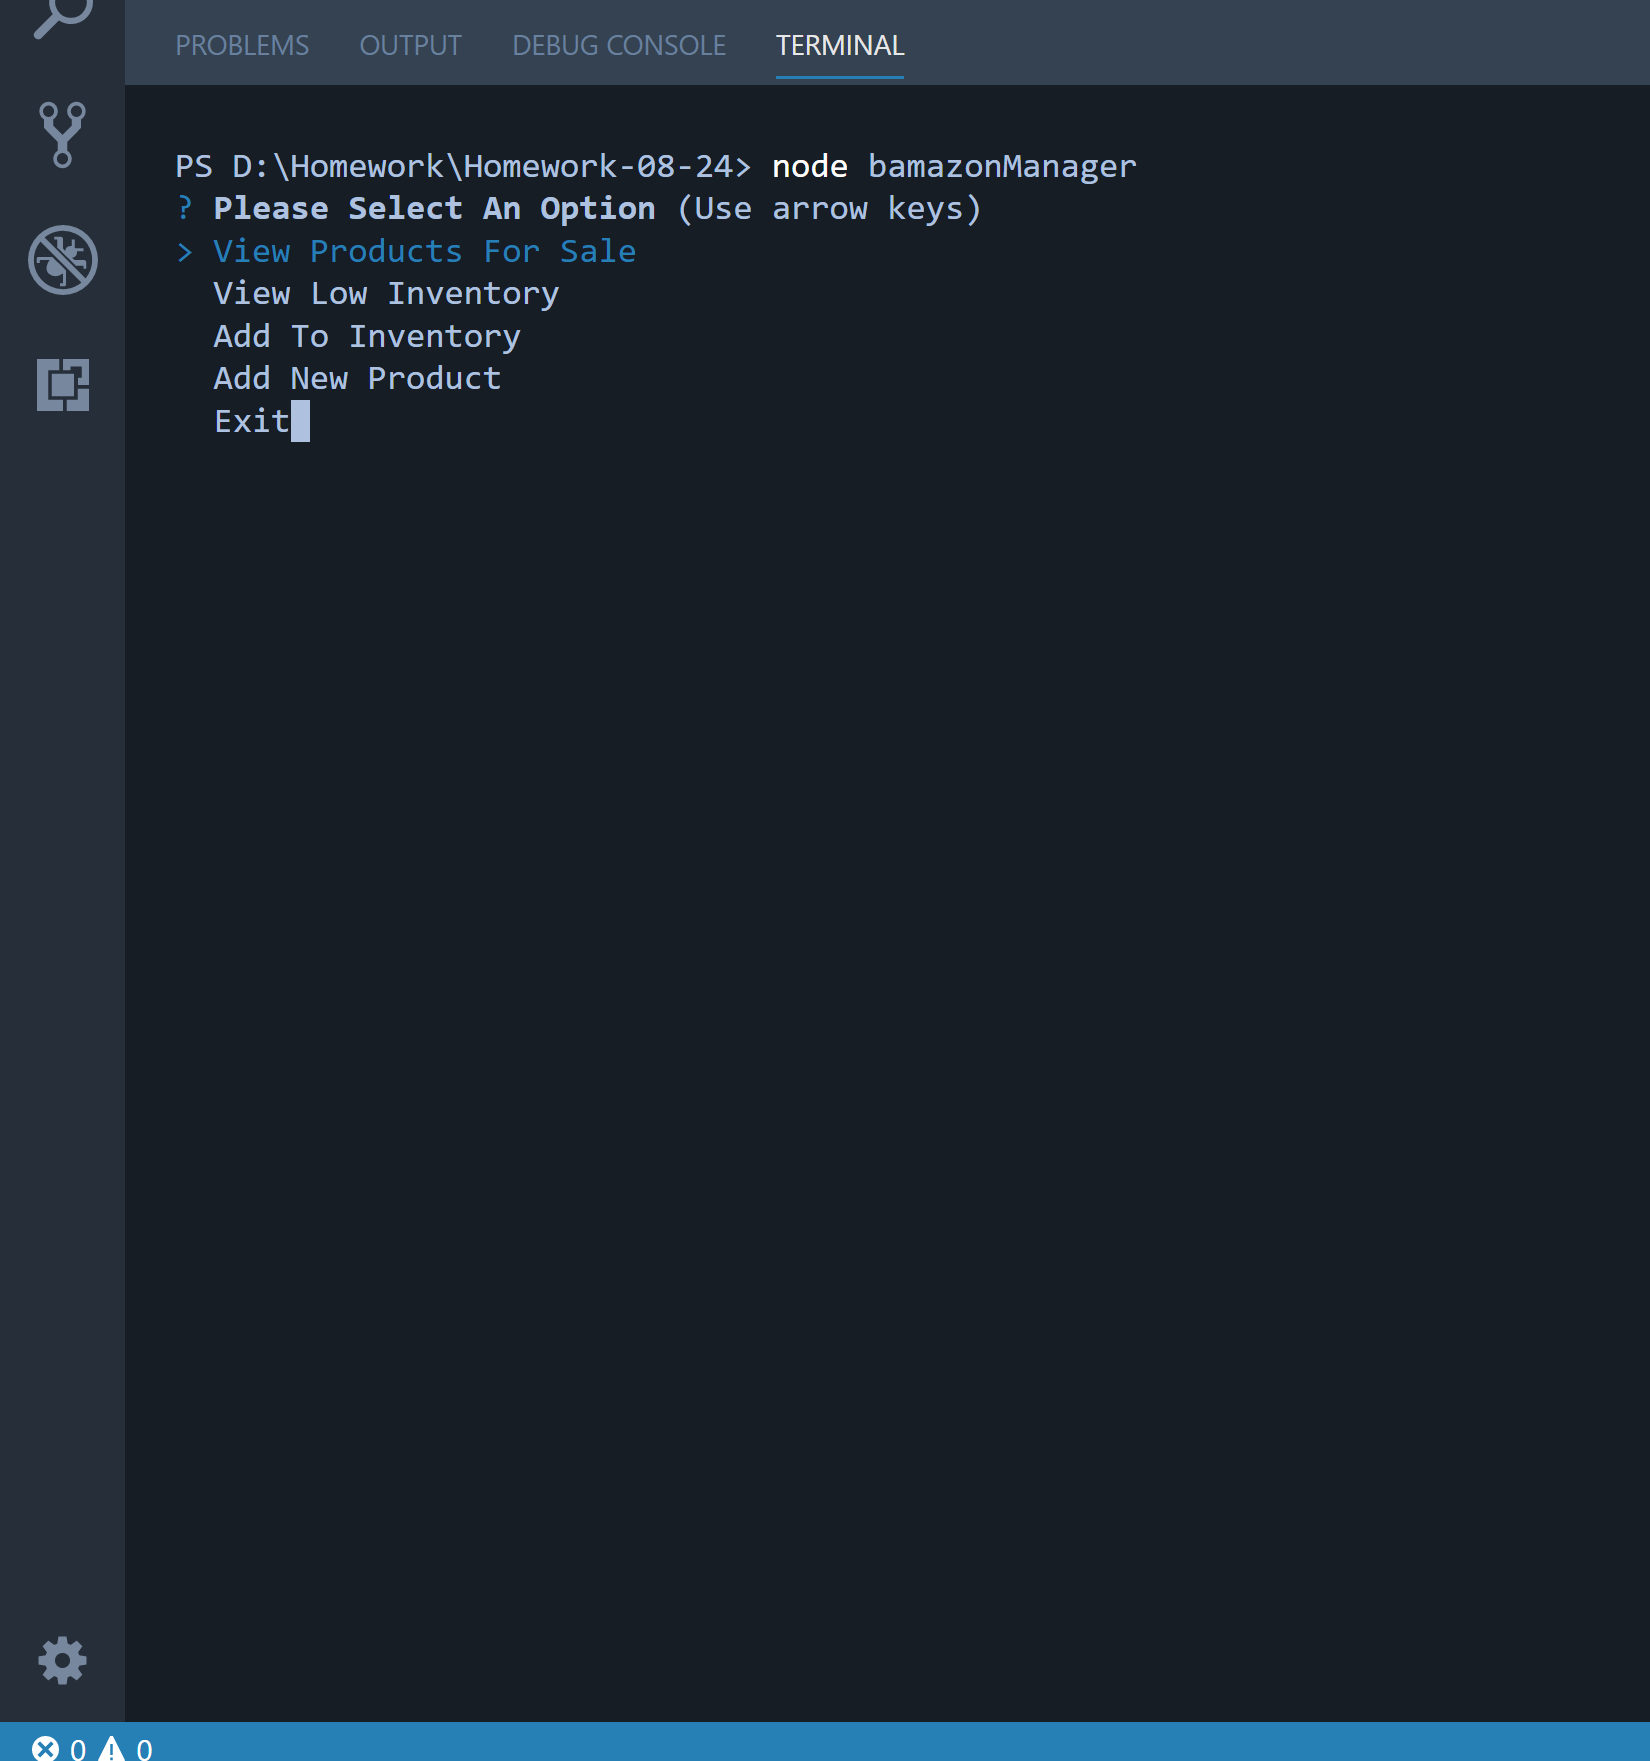 PROBLEMS OUTPUT DEBUG CONSOLE TERMINAL
PS D:\Homework\Homework-08-24> node bamazonManager
? Please Select An Option (Use arrow keys)
> View Products For Sale
View Low Inventory
Add To Inventory
Add New Product
Exit
0 0